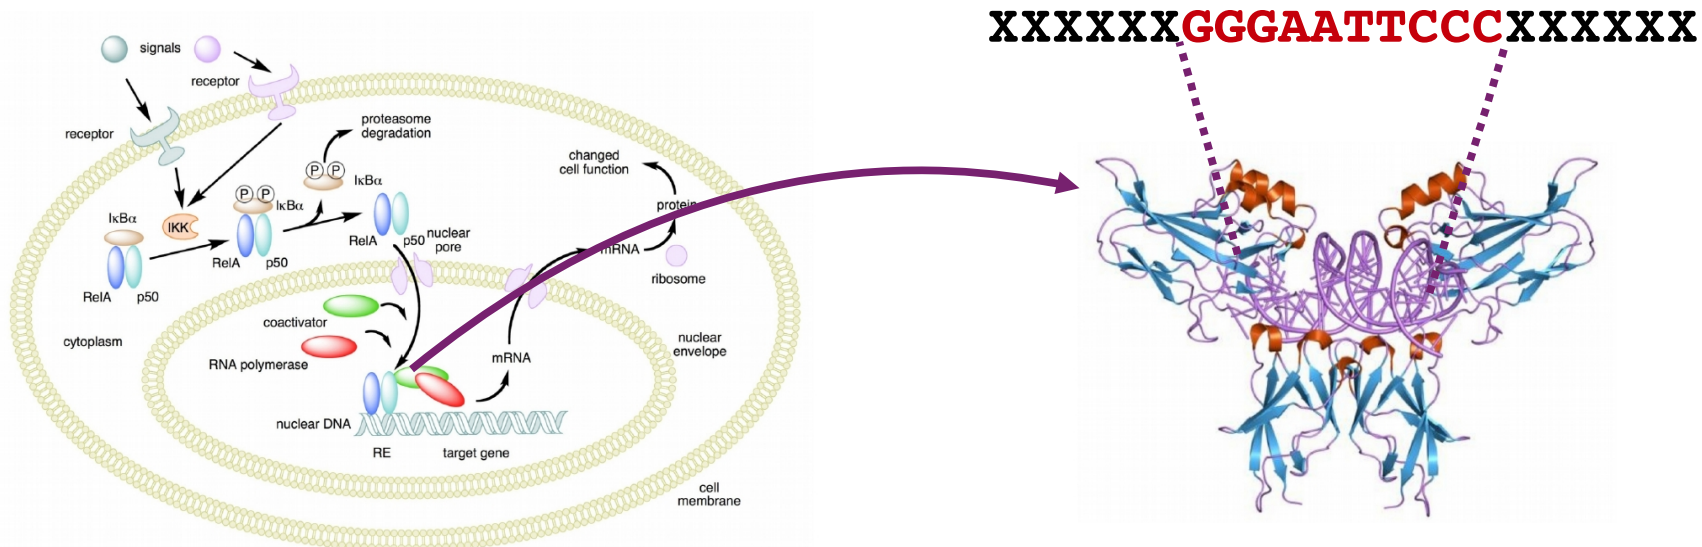 XXXXXXGGGAATTCCCXXXXXX
signals
receptor
receptor
proteasome
degradation
P P
IκBα
P P
IκBα
IκBα
IKK
RelA
p50
RelA
p50
RelA
p50
nuclear
pore
changed
cell function
protein
mRNA
ribosome
coactivator
RNA polymerase
cytoplasm
mRNA
nuclear
envelope
nuclear DNA
RE
target gene
cell
membrane